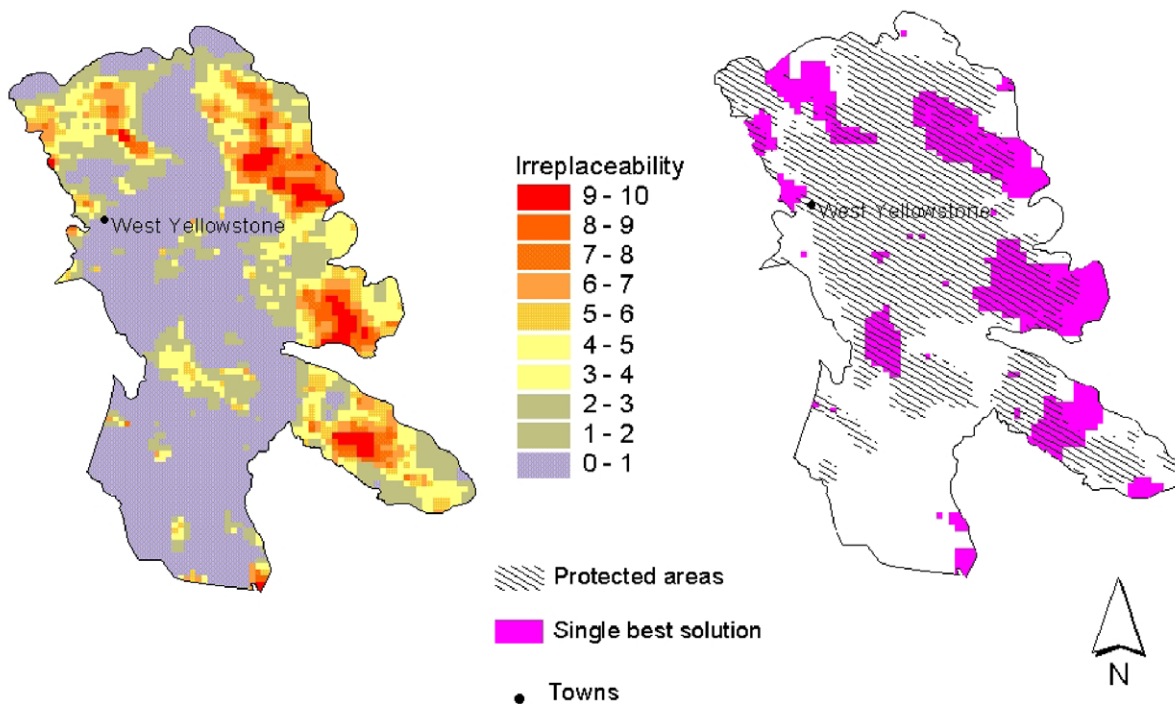 Irreplaceability
9 - 10
8 - 9
7 - 8
6 - 7
5 - 6
4 - 5
3 - 4
2 - 3
1 - 2
0 - 1
West Yellowstone
West Yellowstone
Protected areas
Single best solution
Towns
N